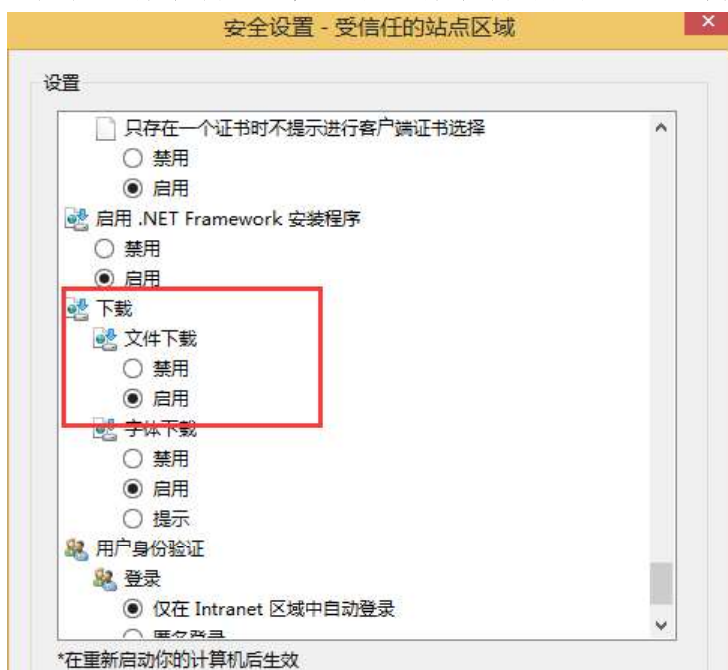 安全设置 - 受信任的站点区域
设置
只存在一个证书时不提示进行客户端证书选择
禁用
启用
启用 .NET Framework 安装程序
禁用
启用
下载
文件下载
禁用
启用
字体下载
禁用
启用
提示
用户身份验证
登录
仅在 Intranet 区域中自动登录
匿名登录
*在重新启动你的计算机后生效